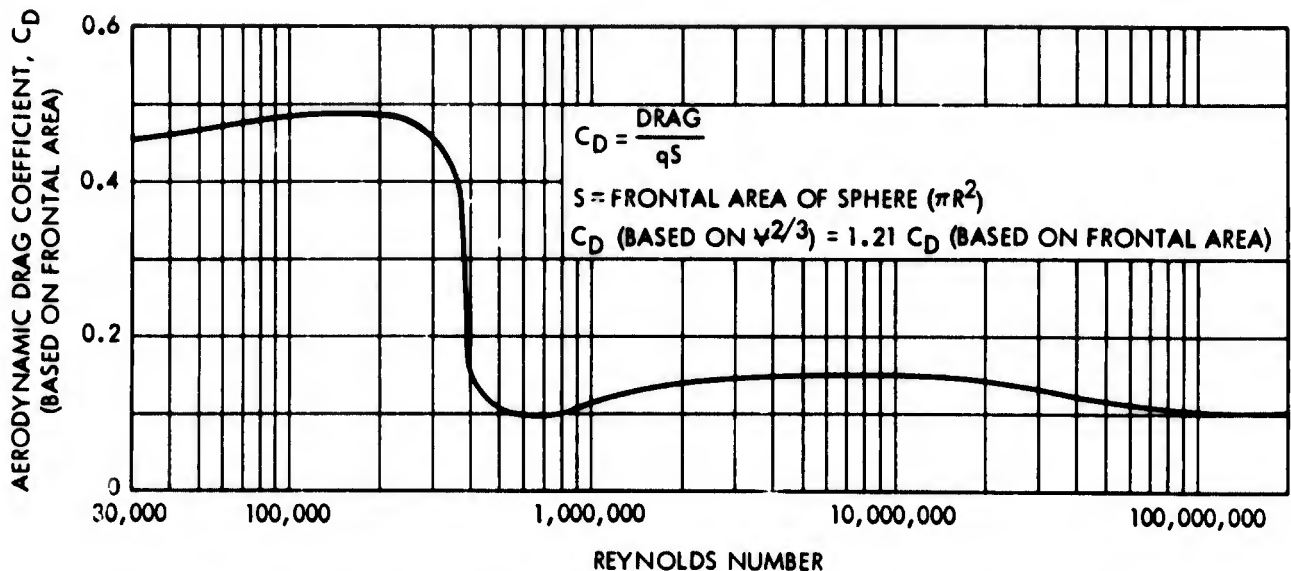 AERODYNAMIC DRAG COEFFICIENT, C_D
(BASED ON FRONTAL AREA)
0.6
0.4
0.2
0
C_D = DRAG
qS
S = FRONTAL AREA OF SPHERE (πR²)
C_D (BASED ON ⩝^2/3) = 1.21 C_D (BASED ON FRONTAL AREA)
30,000 100,000 1,000,000 10,000,000 100,000,000
REYNOLDS NUMBER